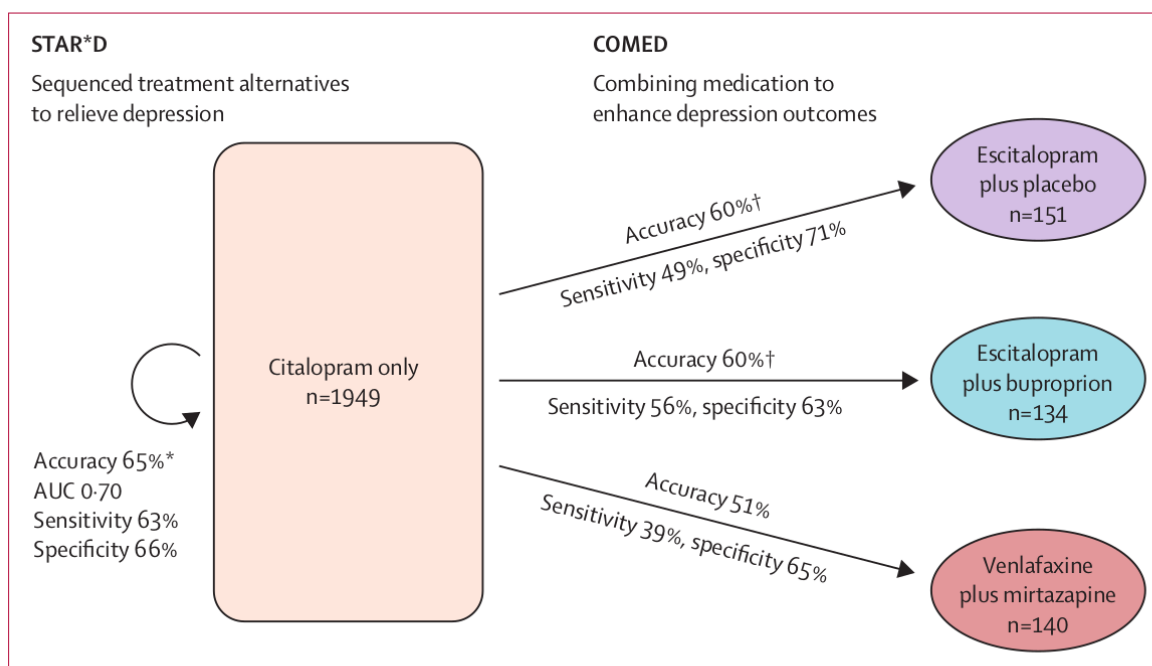 STAR*D
Sequenced treatment alternatives
to relieve depression
COMED
Combining medication to
enhance depression outcomes
Citalopram only
n=1949
Accuracy 65%*
AUC 0·70
Sensitivity 63%
Specificity 66%
Accuracy 60%†
Sensitivity 49%, specificity 71%
Escitalopram
plus placebo
n=151
Accuracy 60%†
Sensitivity 56%, specificity 63%
Escitalopram
plus buproprion
n=134
Accuracy 51%
Sensitivity 39%, specificity 65%
Venlafaxine
plus mirtazapine
n=140